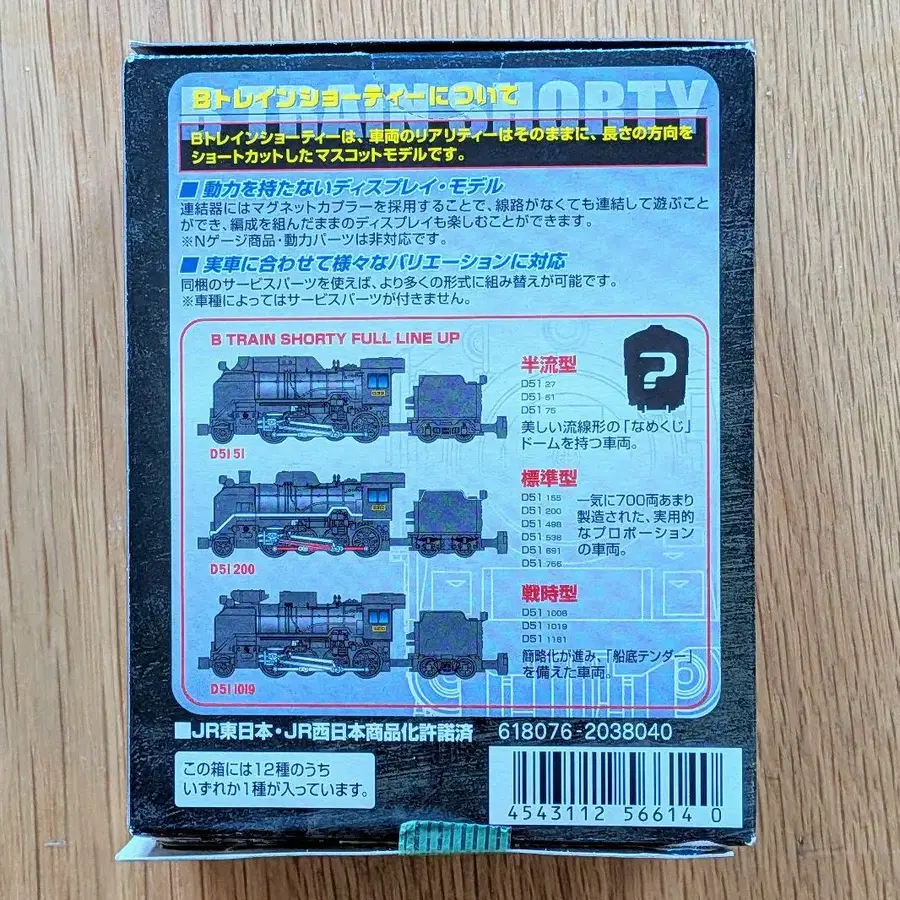 B TRAIN SHORTY
Bトレインショーティーについて
Bトレインショーティーは、車両のリアリティーはそのままに、長さの方向を
ショートカットしたマスコットモデルです。
■ 動力を持たないディスプレイ・モデル
連結器にはマグネットカプラーを採用することで、線路がなくても連結して遊ぶこと
ができ、編成を組んだままのディスプレイも楽しむことができます。
※Nゲージ商品・動力パーツは非対応です。
■ 実車に合わせて様々なバリエーションに対応
同梱のサービスパーツを使えば、より多くの形式に組み替えが可能です。
※車種によってはサービスパーツが付きません。
B TRAIN SHORTY FULL LINE UP
?
D51 51
半流型
D51 27
D51 51
D51 75
美しい流線形の「なめくじ」
ドームを持つ車両。
D51 200
標準型
D51 155
D51 200
D51 498
D51 538
D51 691
D51 756
一気に700両あまり
製造された、実用的
なプロポーション
の車両。
D51 1019
戦時型
D51 1008
D51 1019
D51 1161
簡略化が進み、「船底テンダー」
を備えた車両。
■JR東日本・JR西日本商品化許諾済
618076-2038040
この箱には12種のうち
いずれか1種が入っています。
4543112 56614 0